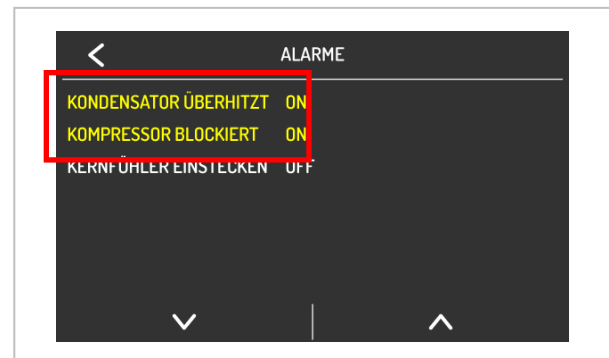 ALARME
KONDENSATOR ÜBERHITZT ON
KOMPRESSOR BLOCKIERT ON
KERNFÜHLER EINSTECKEN OFF